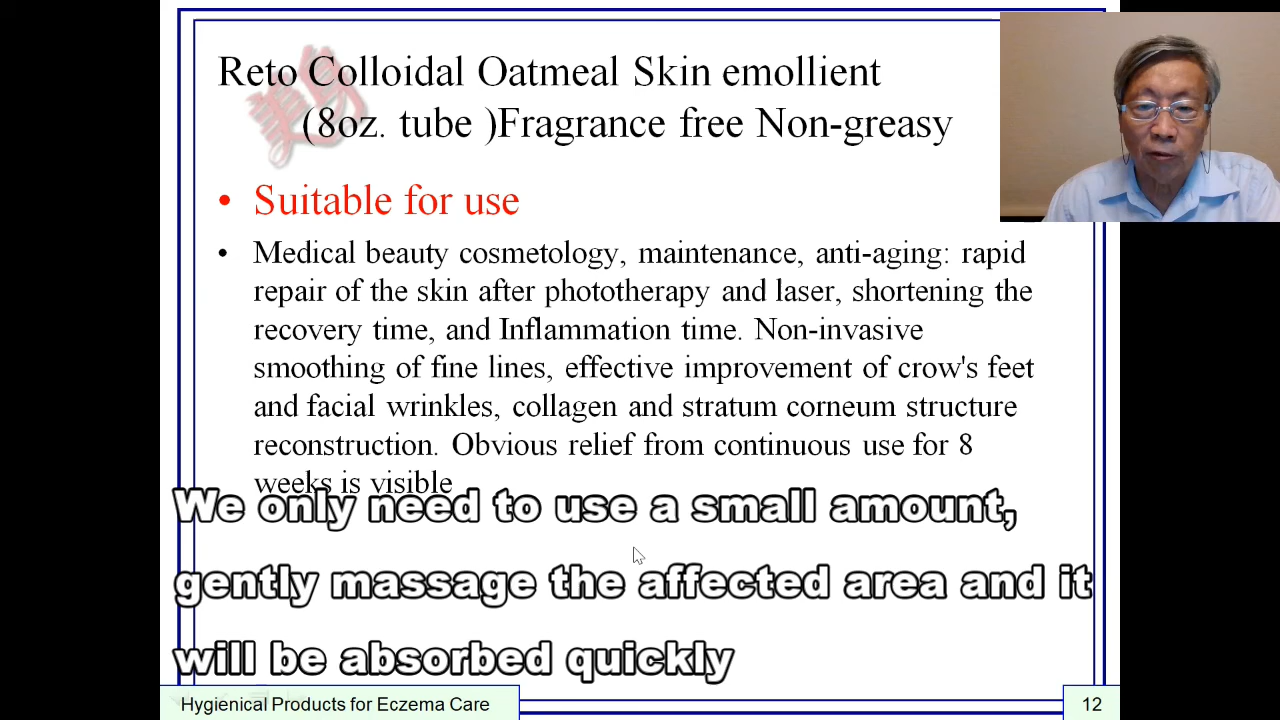 Reto Colloidal Oatmeal Skin emollient
(8oz. tube )Fragrance free Non-greasy
• Suitable for use
• Medical beauty cosmetology, maintenance, anti-aging: rapid
repair of the skin after phototherapy and laser, shortening the
recovery time, and Inflammation time. Non-invasive
smoothing of fine lines, effective improvement of crow's feet
and facial wrinkles, collagen and stratum corneum structure
reconstruction. Obvious relief from continuous use for 8
weeks is visible
We only need to use a small amount,
gently massage the affected area and it
will be absorbed quickly
Hygienical Products for Eczema Care
12